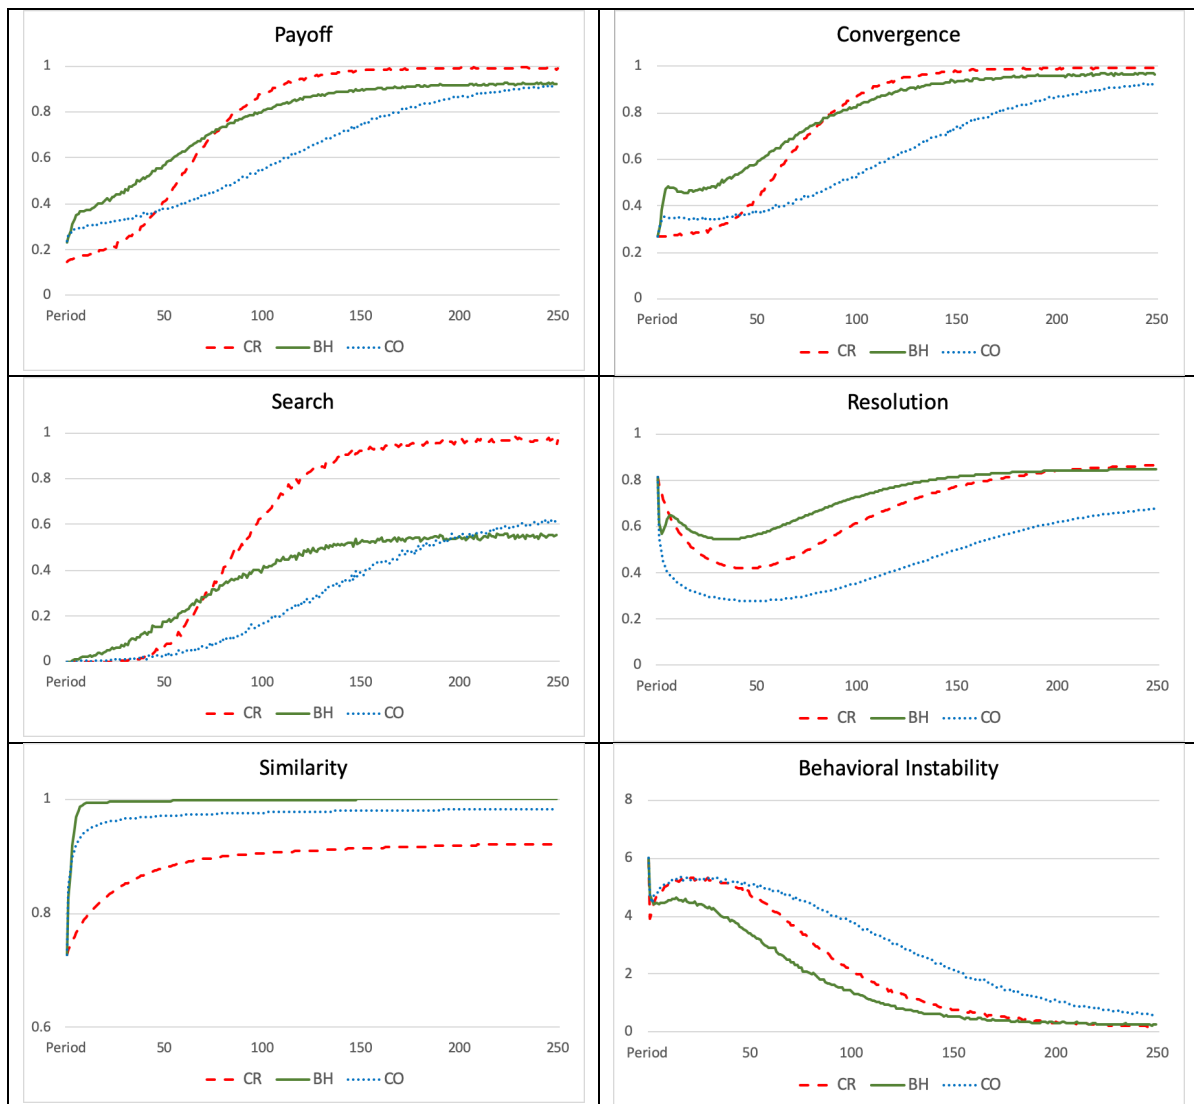 Payoff
1
0.8
0.6
0.4
0.2
0
Period 50 100 150 200 250
CR BH CO
Convergence
1
0.8
0.6
0.4
0.2
0
Period 50 100 150 200 250
CR BH CO
Search
1
0.8
0.6
0.4
0.2
0
Period 50 100 150 200 250
CR BH CO
Resolution
1
0.8
0.6
0.4
0.2
0
Period 50 100 150 200 250
CR BH CO
Similarity
1
0.8
0.6
Period 50 100 150 200 250
CR BH CO
Behavioral Instability
8
6
4
2
0
Period 50 100 150 200 250
CR BH CO